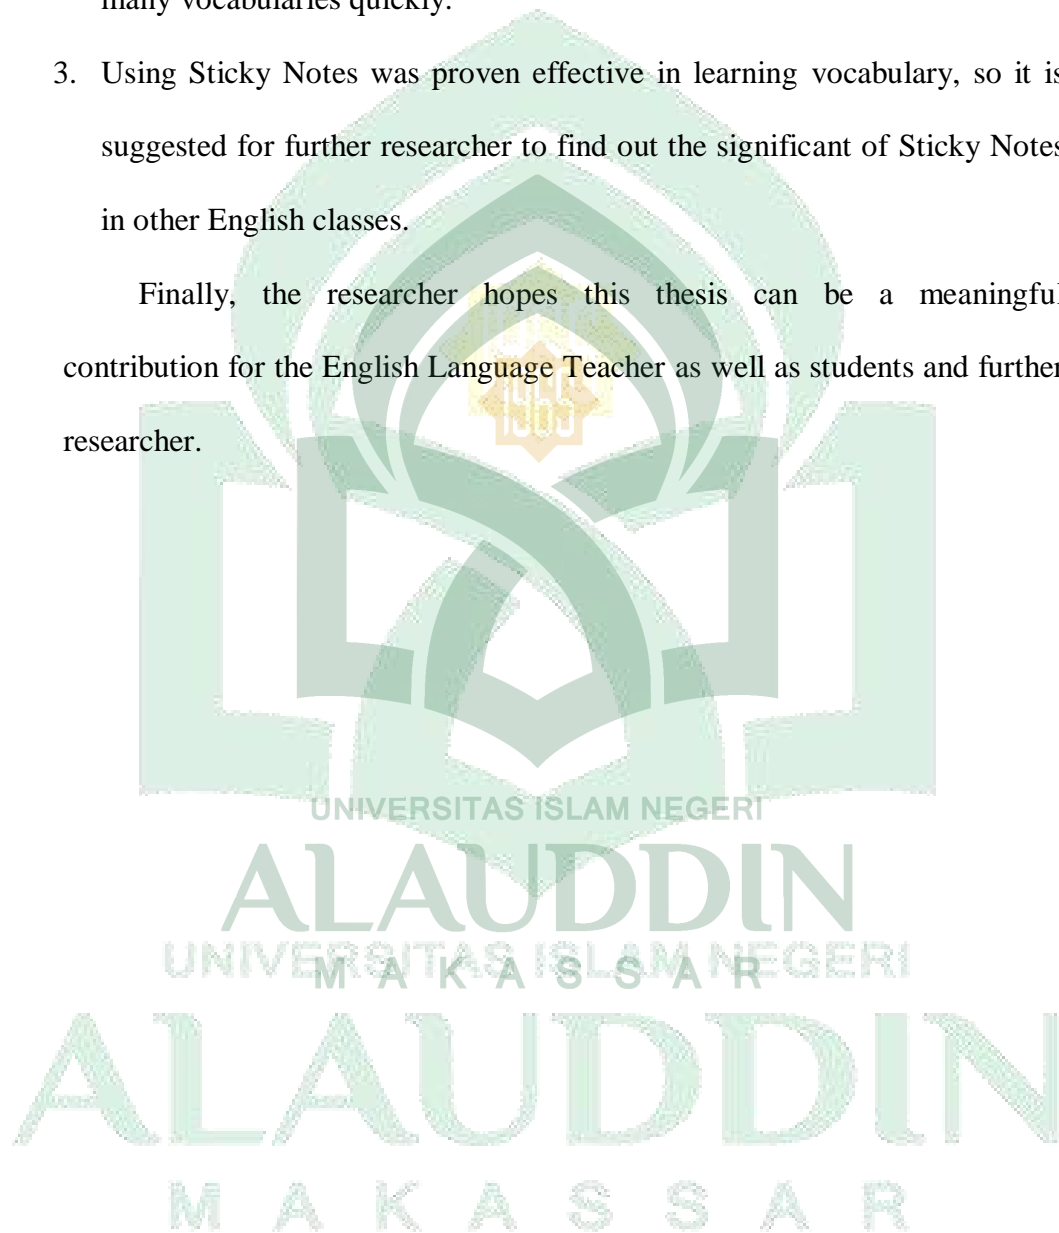 many vocabularies quickly.
3. Using Sticky Notes was proven effective in learning vocabulary, so it is
suggested for further researcher to find out the significant of Sticky Notes
in other English classes.
Finally, the researcher hopes this thesis can be a meaningful
contribution for the English Language Teacher as well as students and further
researcher.
1965
UNIVERSITAS ISLAM NEGERI
ALAUDDIN
MAKASSAR
UNIVERSITAS ISLAM NEGERI
ALAUDDIN
MAKASSAR